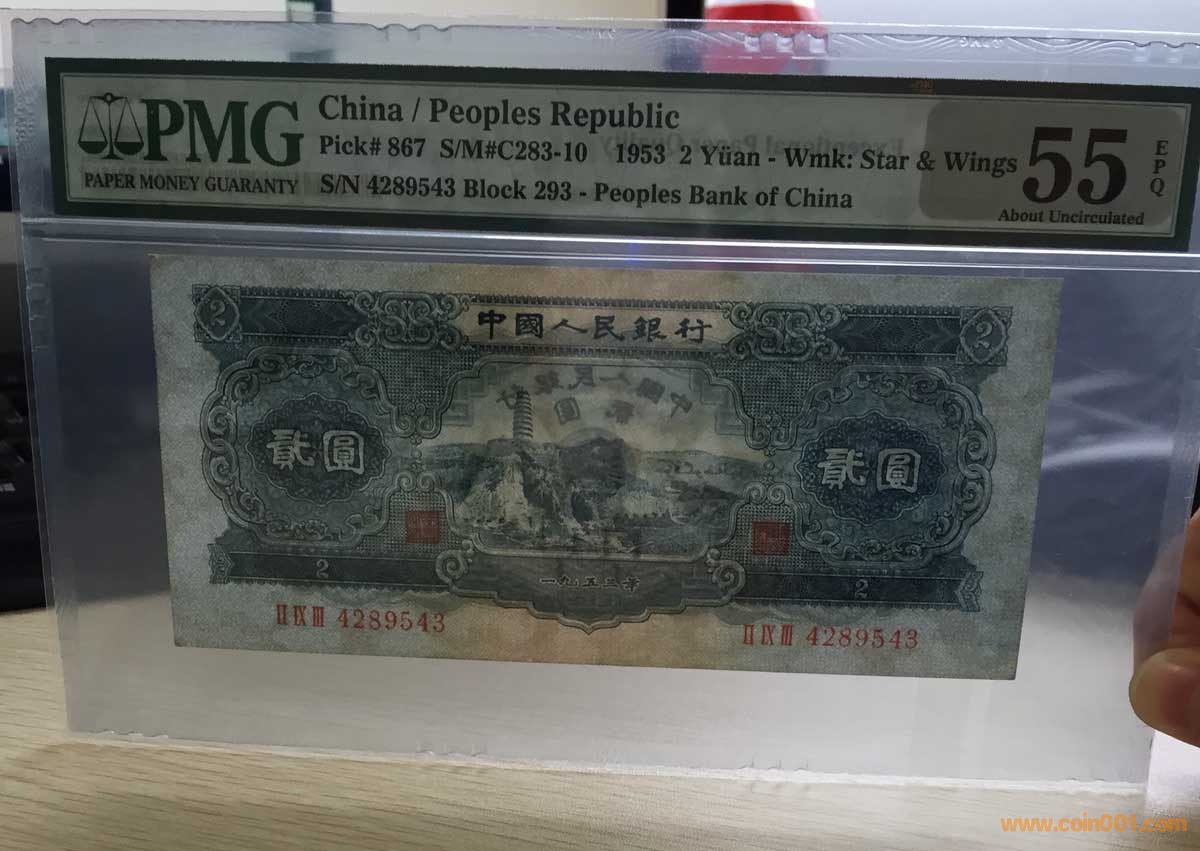 PMG
PAPER MONEY GUARANTY
China / Peoples Republic
Pick# 867 S/M#C283-10 1953 2 Yüan - Wmk: Star & Wings
S/N 4289543 Block 293 - Peoples Bank of China
55
EPQ
About Uncirculated
2
中國人民銀行
2
貳圓
貳圓
2
一九五三年
2
II IX III 4289543
II IX III 4289543
www.coin001.com